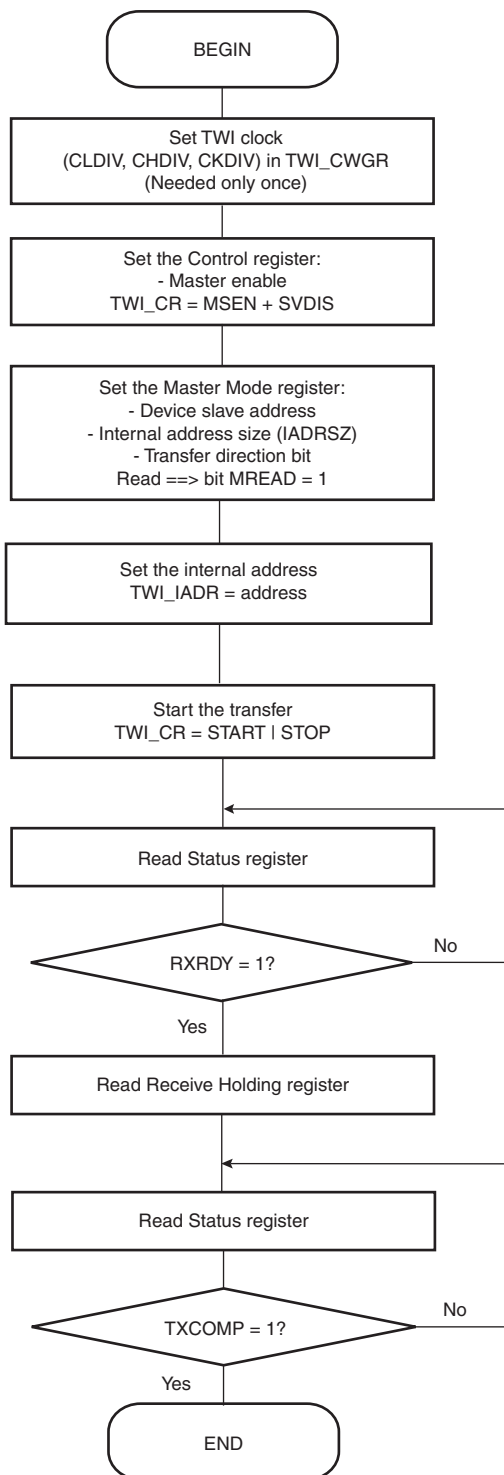 BEGIN
Set TWI clock
(CLDIV, CHDIV, CKDIV) in TWI_CWGR
(Needed only once)
Set the Control register:
- Master enable
TWI_CR = MSEN + SVDIS
Set the Master Mode register:
- Device slave address
- Internal address size (IADRSZ)
- Transfer direction bit
Read ==> bit MREAD = 1
Set the internal address
TWI_IADR = address
Start the transfer
TWI_CR = START | STOP
Read Status register
RXRDY = 1?
No
Yes
Read Receive Holding register
Read Status register
TXCOMP = 1?
No
Yes
END